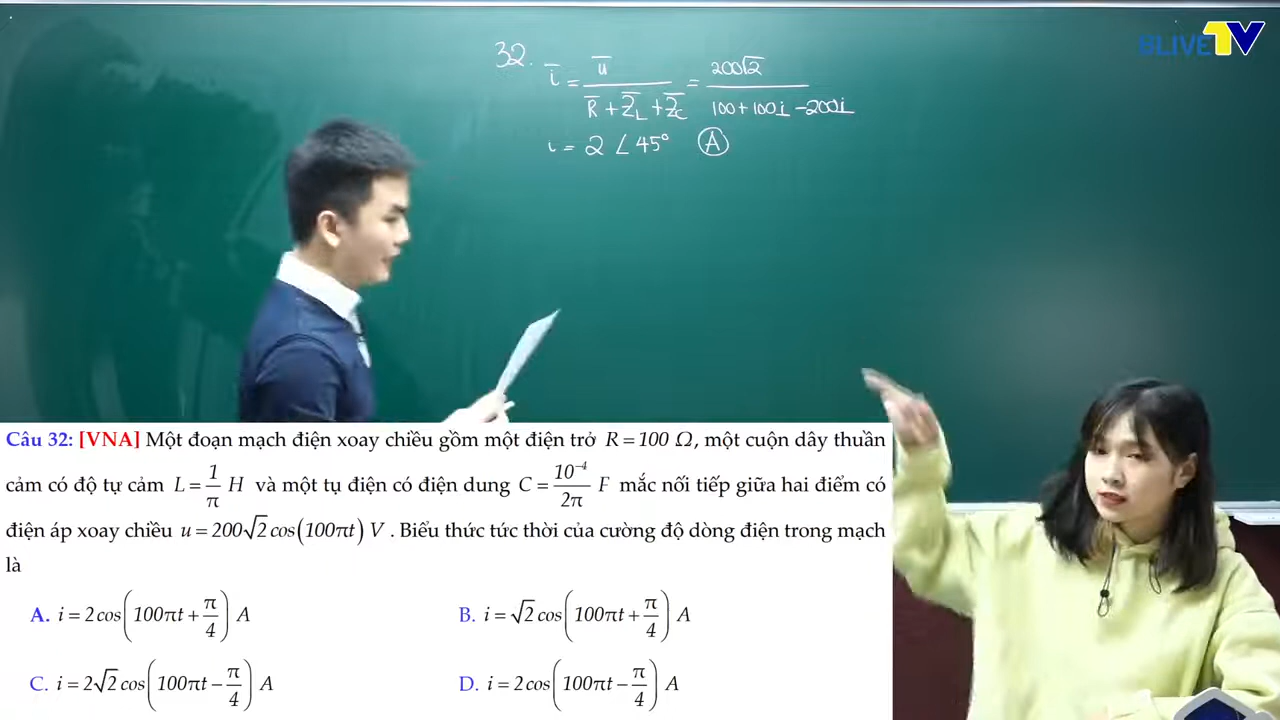 BLIVE TV
32. i̅ = u̅ / (R̅ + Z̅_L + Z̅_C) = 200√2 / (100 + 100i − 200i)
i = 2 ∠ 45° Ⓐ
Câu 32: [VNA] Một đoạn mạch điện xoay chiều gồm một điện trở R = 100 Ω, một cuộn dây thuần
cảm có độ tự cảm L = 1/π H và một tụ điện có điện dung C = 10⁻⁴/2π F mắc nối tiếp giữa hai điểm có
điện áp xoay chiều u = 200√2 cos(100πt) V . Biểu thức tức thời của cường độ dòng điện trong mạch
là
A. i = 2cos(100πt + π/4) A B. i = √2 cos(100πt + π/4) A
C. i = 2√2 cos(100πt − π/4) A D. i = 2cos(100πt − π/4) A